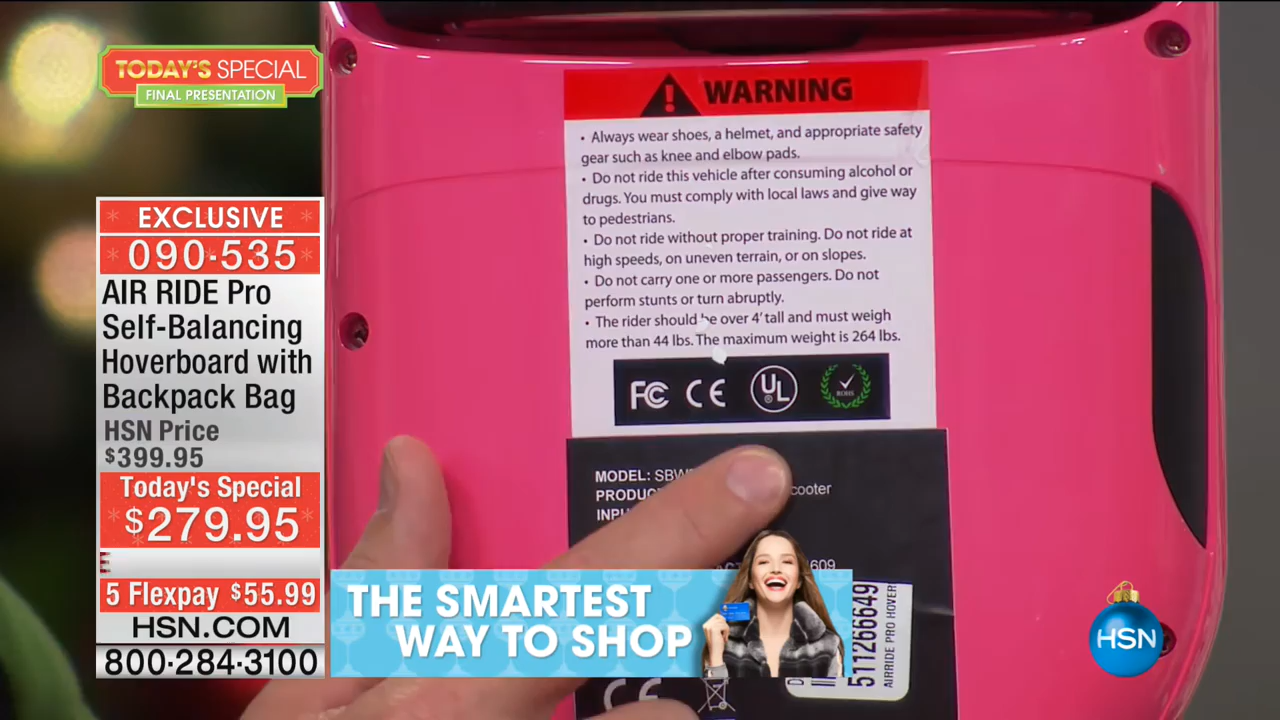 TODAY'S SPECIAL
FINAL PRESENTATION
EXCLUSIVE
090-535
AIR RIDE Pro
Self-Balancing
Hoverboard with
Backpack Bag
HSN Price
$399.95
Today's Special
$279.95
5 Flexpay $55.99
HSN.COM
800-284-3100
WARNING
• Always wear shoes, a helmet, and appropriate safety
gear such as knee and elbow pads.
• Do not ride this vehicle after consuming alcohol or
drugs. You must comply with local laws and give way
to pedestrians.
• Do not ride without proper training. Do not ride at
high speeds, on uneven terrain, or on slopes.
• Do not carry one or more passengers. Do not
perform stunts or turn abruptly.
• The rider should be over 4' tall and must weigh
more than 44 lbs. The maximum weight is 264 lbs.
FC CE UL ROHS
MODEL:
THE SMARTEST
WAY TO SHOP
511266649
AIRRIDE PRO HOVER
CE
HSN